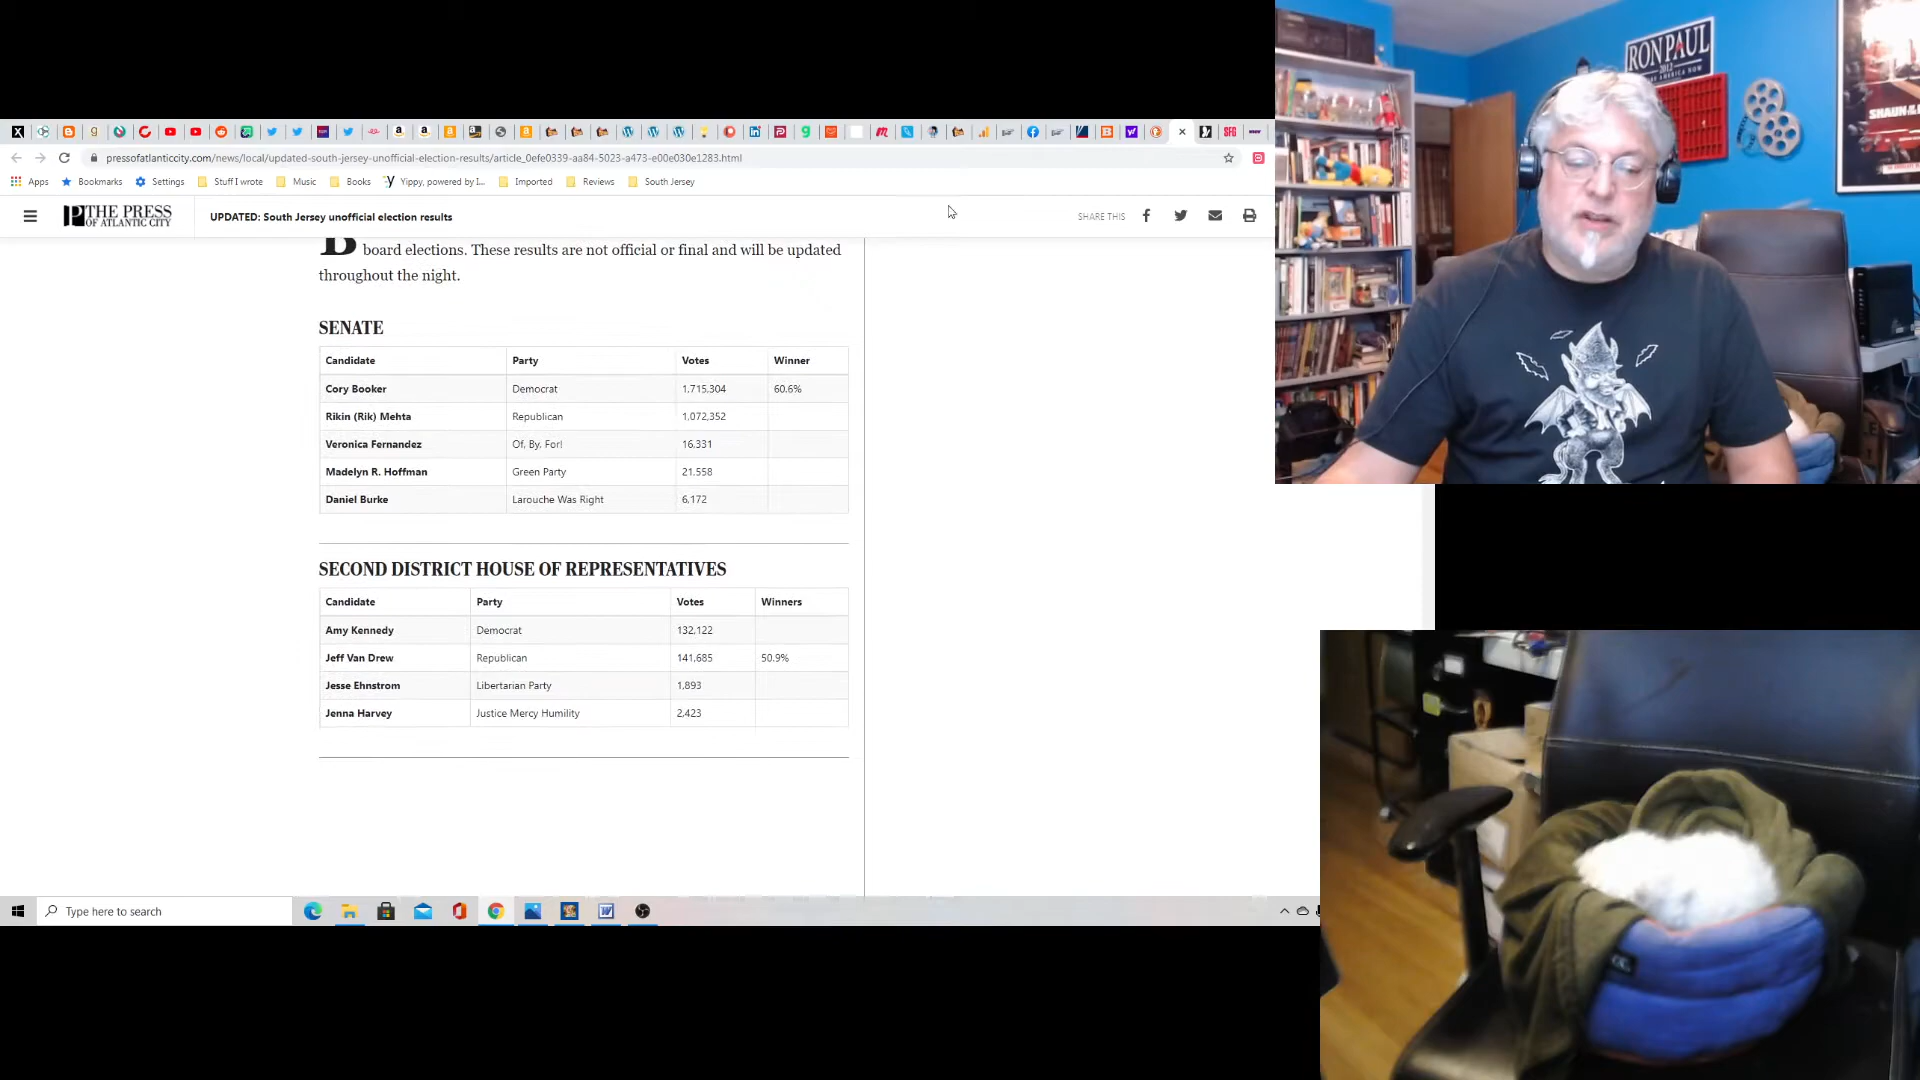 pressofatlanticcity.com/news/local/updated-south-jersey-unofficial-election-results/article_0efe0339-aa84-5023-a473-e00e030e1283.html
Apps Bookmarks Settings Stuff I wrote Music Books Yippy, powered by I... Imported Reviews South Jersey
THE PRESS
OF ATLANTIC CITY
UPDATED: South Jersey unofficial election results
SHARE THIS
board elections. These results are not official or final and will be updated
throughout the night.
SENATE
Candidate Party Votes Winner
Cory Booker Democrat 1,715,304 60.6%
Rikin (Rik) Mehta Republican 1,072,352
Veronica Fernandez Of, By, For! 16,331
Madelyn R. Hoffman Green Party 21,558
Daniel Burke Larouche Was Right 6,172
SECOND DISTRICT HOUSE OF REPRESENTATIVES
Candidate Party Votes Winners
Amy Kennedy Democrat 132,122
Jeff Van Drew Republican 141,685 50.9%
Jesse Ehnstrom Libertarian Party 1,893
Jenna Harvey Justice Mercy Humility 2,423
Type here to search
RON PAUL
2012
SHAUN